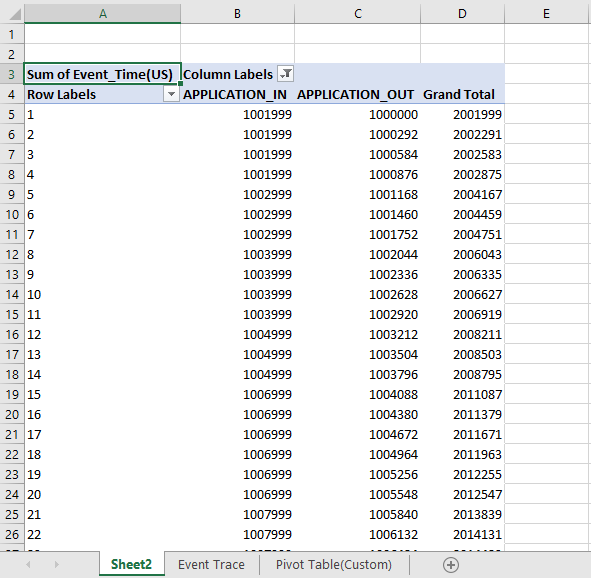 A B C D E
1
2
3 Sum of Event_Time(US) Column Labels
4 Row Labels APPLICATION_IN APPLICATION_OUT Grand Total
5 1 1001999 1000000 2001999
6 2 1001999 1000292 2002291
7 3 1001999 1000584 2002583
8 4 1001999 1000876 2002875
9 5 1002999 1001168 2004167
10 6 1002999 1001460 2004459
11 7 1002999 1001752 2004751
12 8 1003999 1002044 2006043
13 9 1003999 1002336 2006335
14 10 1003999 1002628 2006627
15 11 1003999 1002920 2006919
16 12 1004999 1003212 2008211
17 13 1004999 1003504 2008503
18 14 1004999 1003796 2008795
19 15 1006999 1004088 2011087
20 16 1006999 1004380 2011379
21 17 1006999 1004672 2011671
22 18 1006999 1004964 2011963
23 19 1006999 1005256 2012255
24 20 1006999 1005548 2012547
25 21 1007999 1005840 2013839
26 22 1007999 1006132 2014131
Sheet2 Event Trace Pivot Table(Custom)